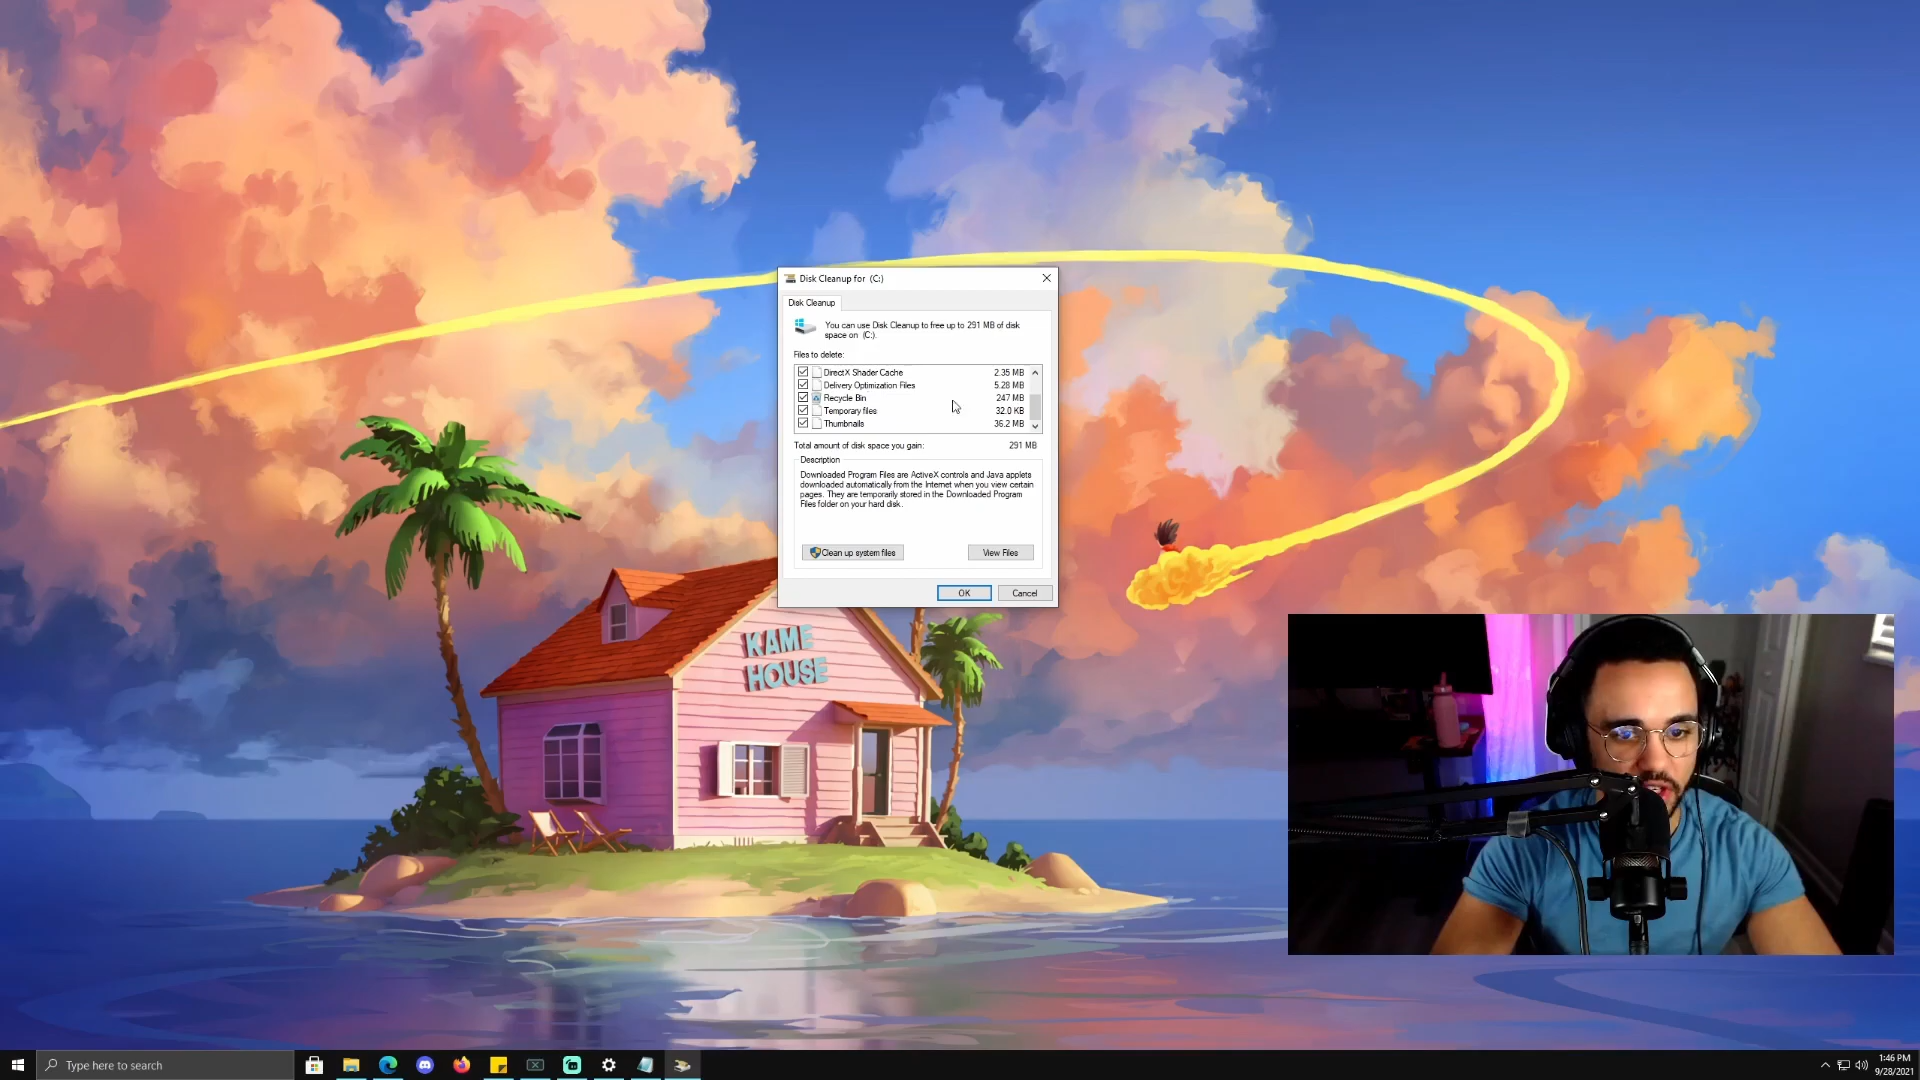 Disk Cleanup for  (C:)
Disk Cleanup
You can use Disk Cleanup to free up to 291 MB of disk
space on  (C:).
Files to delete:
DirectX Shader Cache 2.35 MB
Delivery Optimization Files 5.28 MB
Recycle Bin 247 MB
Temporary files 32.0 KB
Thumbnails 36.2 MB
Total amount of disk space you gain: 291 MB
Description
Downloaded Program Files are ActiveX controls and Java applets
downloaded automatically from the Internet when you view certain
pages. They are temporarily stored in the Downloaded Program
Files folder on your hard disk.
Clean up system files
View Files
OK
Cancel
KAME
HOUSE
Type here to search
1:46 PM
9/28/2021